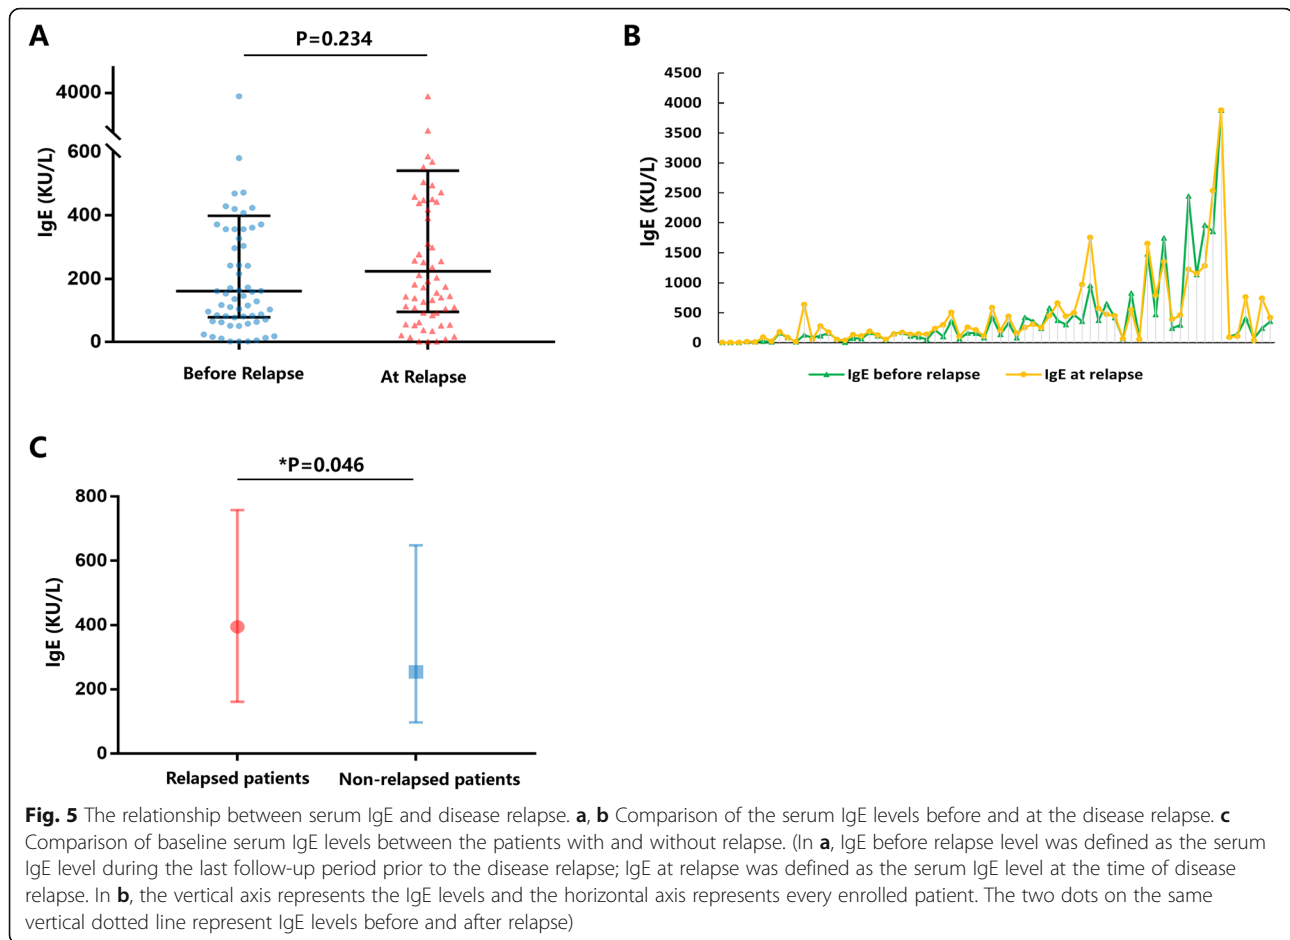 A
P=0.234
4000
600
400
200
0
IgE (KU/L)
Before Relapse
At Relapse
B
4500
4000
3500
3000
2500
2000
1500
1000
500
0
IgE (KU/L)
IgE before relapse
IgE at relapse
C
*P=0.046
800
600
400
200
0
IgE (KU/L)
Relapsed patients
Non-relapsed patients
Fig. 5 The relationship between serum IgE and disease relapse. a, b Comparison of the serum IgE levels before and at the disease relapse. c
Comparison of baseline serum IgE levels between the patients with and without relapse. (In a, IgE before relapse level was defined as the serum
IgE level during the last follow-up period prior to the disease relapse; IgE at relapse was defined as the serum IgE level at the time of disease
relapse. In b, the vertical axis represents the IgE levels and the horizontal axis represents every enrolled patient. The two dots on the same
vertical dotted line represent IgE levels before and after relapse)